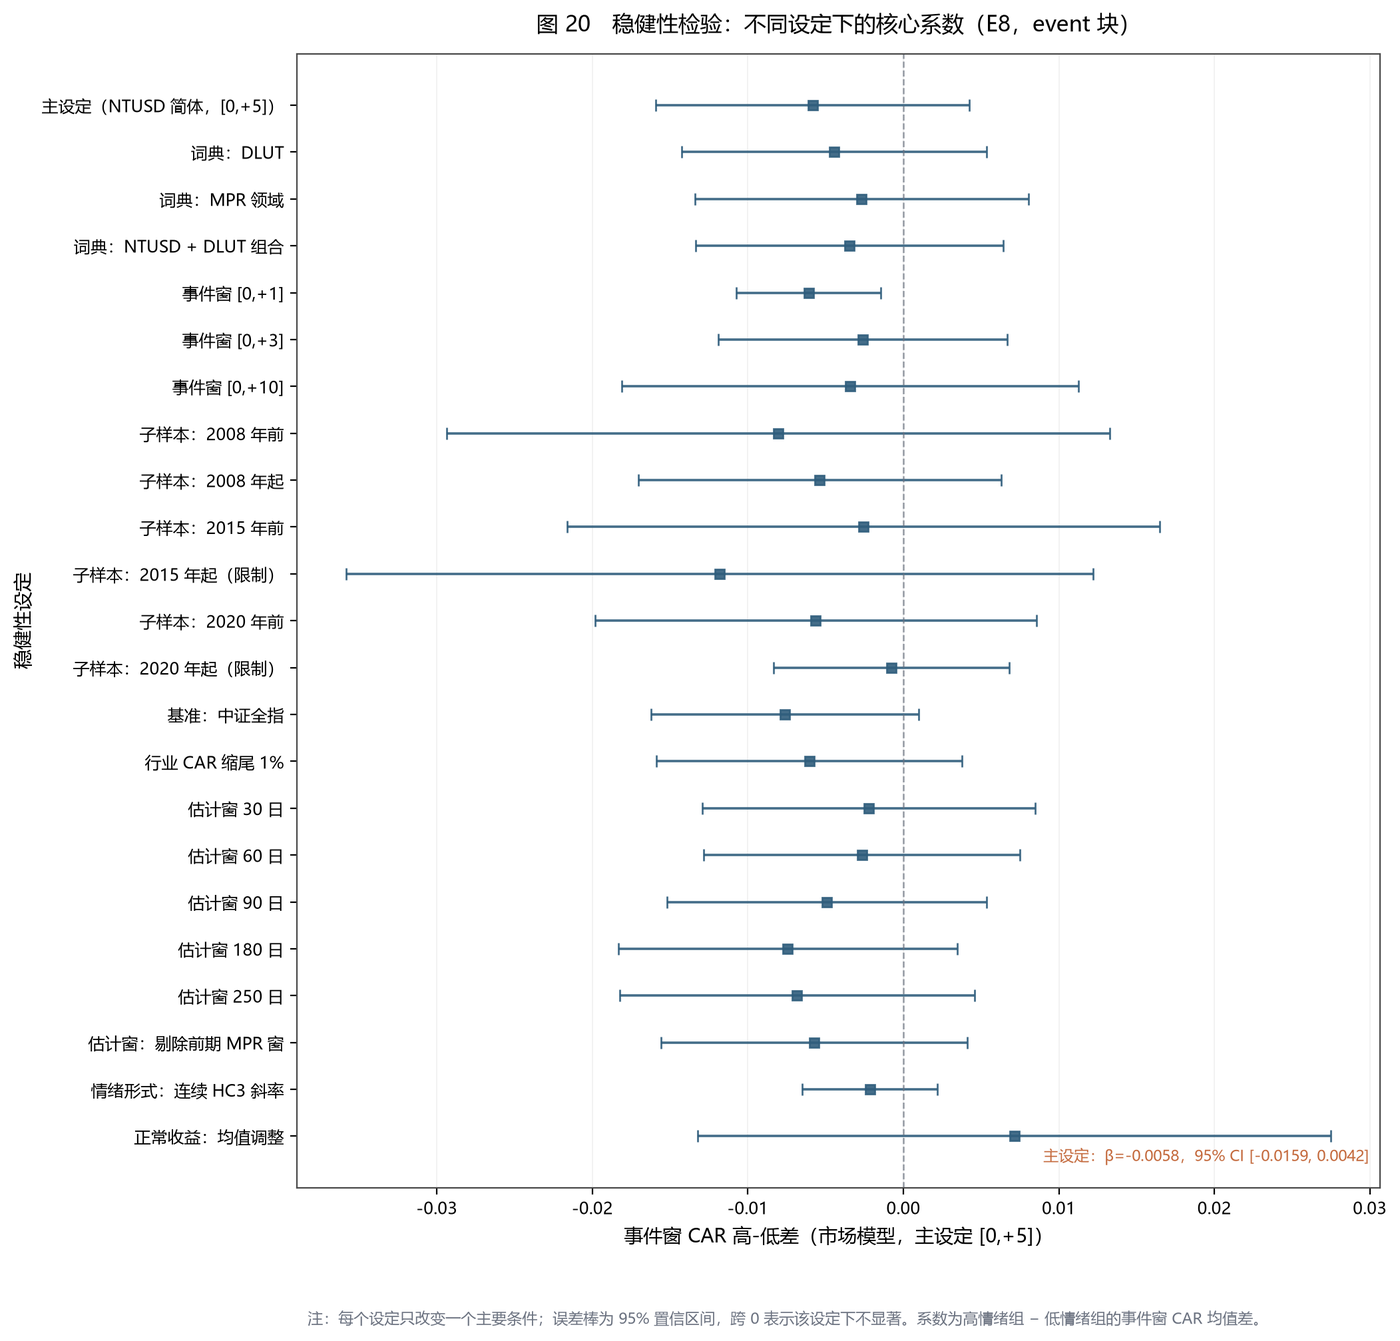 图 20　稳健性检验：不同设定下的核心系数（E8，event 块）
稳健性设定
主设定（NTUSD 简体，[0,+5]）
词典：DLUT
词典：MPR 领域
词典：NTUSD + DLUT 组合
事件窗 [0,+1]
事件窗 [0,+3]
事件窗 [0,+10]
子样本：2008 年前
子样本：2008 年起
子样本：2015 年前
子样本：2015 年起（限制）
子样本：2020 年前
子样本：2020 年起（限制）
基准：中证全指
行业 CAR 缩尾 1%
估计窗 30 日
估计窗 60 日
估计窗 90 日
估计窗 180 日
估计窗 250 日
估计窗：剔除前期 MPR 窗
情绪形式：连续 HC3 斜率
正常收益：均值调整
主设定：β=-0.0058，95% CI [-0.0159, 0.0042]
-0.03 -0.02 -0.01 0.00 0.01 0.02 0.03
事件窗 CAR 高-低差（市场模型，主设定 [0,+5]）
注：每个设定只改变一个主要条件；误差棒为 95% 置信区间，跨 0 表示该设定下不显著。系数为高情绪组 − 低情绪组的事件窗 CAR 均值差。